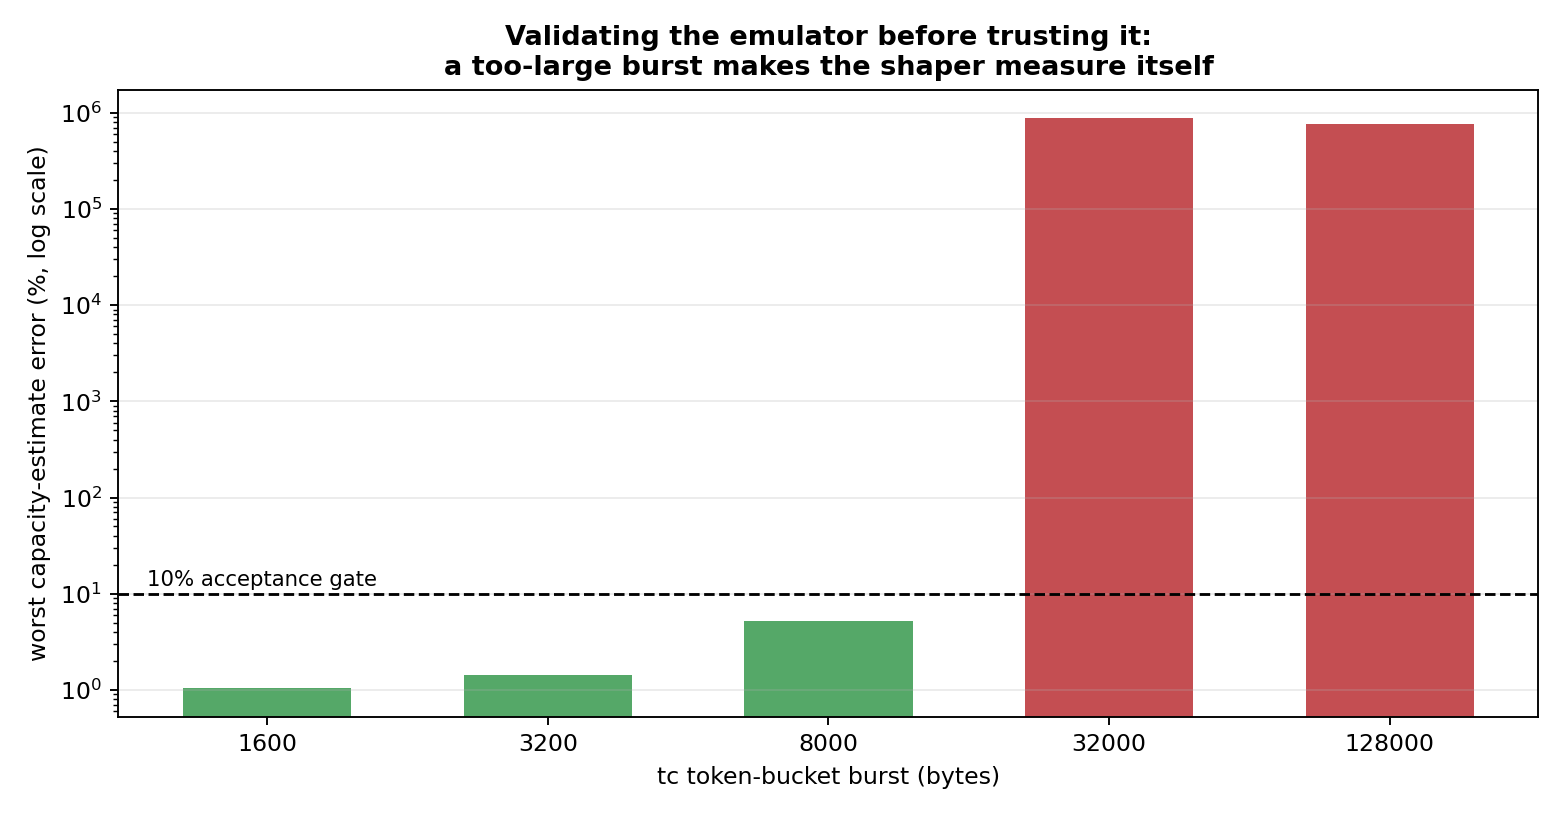 Validating the emulator before trusting it:
a too-large burst makes the shaper measure itself
worst capacity-estimate error (%, log scale)
10⁶
10⁵
10⁴
10³
10²
10¹
10⁰
10% acceptance gate
1600 3200 8000 32000 128000
tc token-bucket burst (bytes)